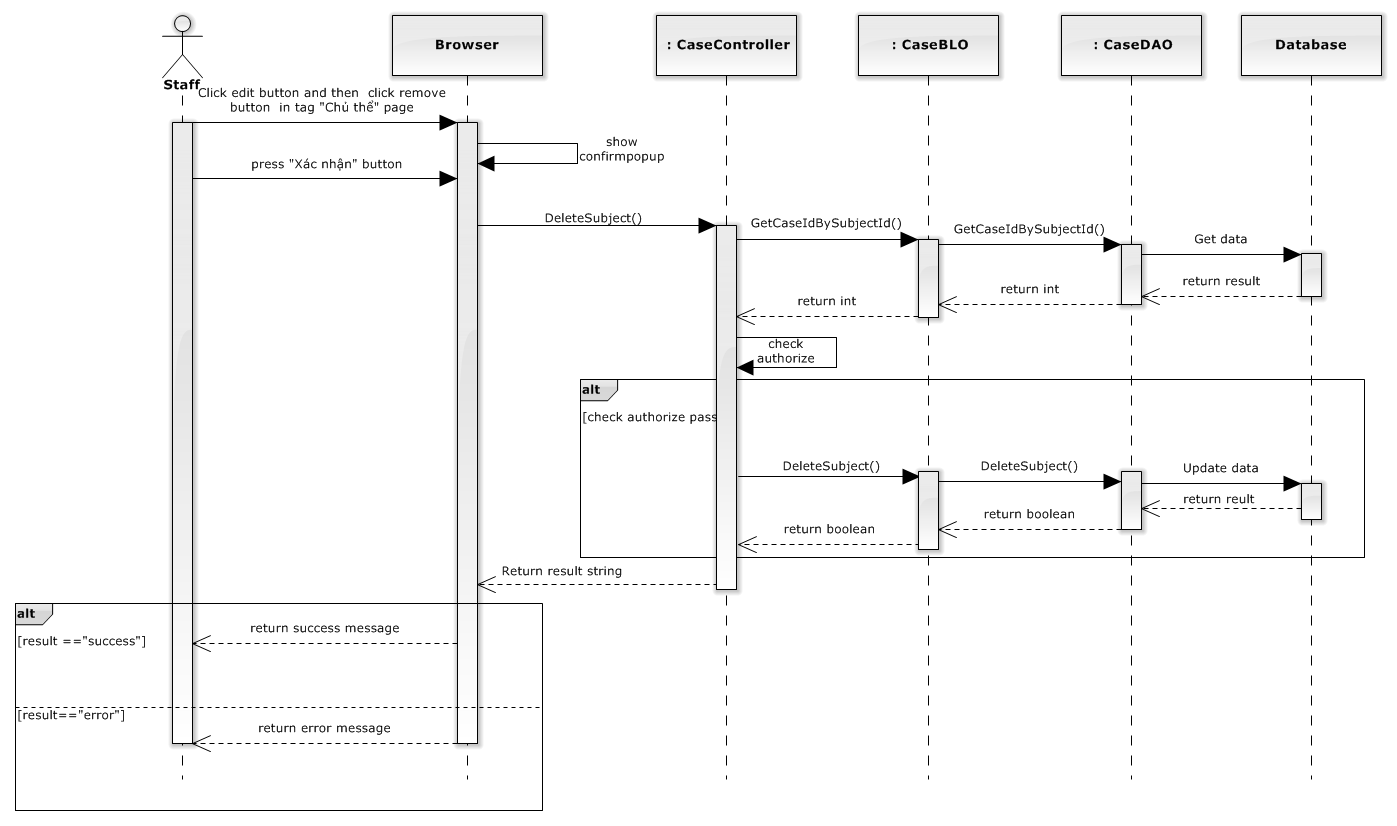 Browser
: CaseController
: CaseBLO
: CaseDAO
Database
Staff
Click edit button and then  click remove
button  in tag "Chủ thể" page
show
confirmpopup
press "Xác nhận" button
DeleteSubject()
GetCaseIdBySubjectId()
GetCaseIdBySubjectId()
Get data
return result
return int
return int
check
authorize
alt
[check authorize pass
DeleteSubject()
DeleteSubject()
Update data
return reult
return boolean
return boolean
Return result string
alt
return success message
[result =="success"]
[result=="error"]
return error message